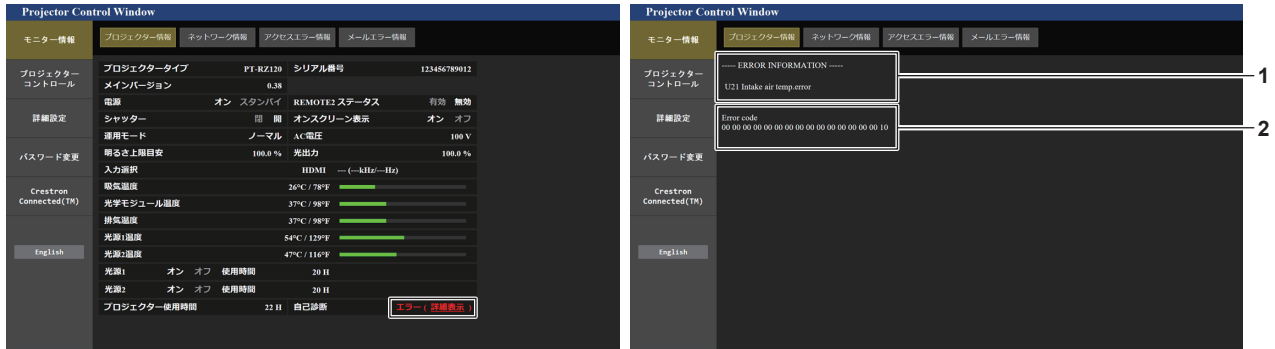 Projector Control Window
モニター情報
プロジェクター
コントロール
詳細設定
パスワード変更
Crestron
Connected(TM)
English
プロジェクター情報 ネットワーク情報 アクセスエラー情報 メールエラー情報
プロジェクタータイプ PT-RZ120 シリアル番号 123456789012
メインバージョン 0.38
電源 オン スタンバイ REMOTE2 ステータス 有効 無効
シャッター 閉 開 オンスクリーン表示 オン オフ
運用モード ノーマル AC電圧 100 V
明るさ上限目安 100.0 % 光出力 100.0 %
入力選択 HDMI --- (---kHz/---Hz)
吸気温度 26°C / 78°F
光学モジュール温度 37°C / 98°F
排気温度 37°C / 98°F
光源1温度 54°C / 129°F
光源2温度 47°C / 116°F
光源1 オン オフ 使用時間 20 H
光源2 オン オフ 使用時間 20 H
プロジェクター使用時間 22 H 自己診断 エラー ( 詳細表示 )
Projector Control Window
モニター情報
プロジェクター
コントロール
詳細設定
パスワード変更
Crestron
Connected(TM)
English
プロジェクター情報 ネットワーク情報 アクセスエラー情報 メールエラー情報
----- ERROR INFORMATION -----
U21 Intake air temp.error
1
Error code
00 00 00 00 00 00 00 00 00 00 00 00 00 00 00 10
2